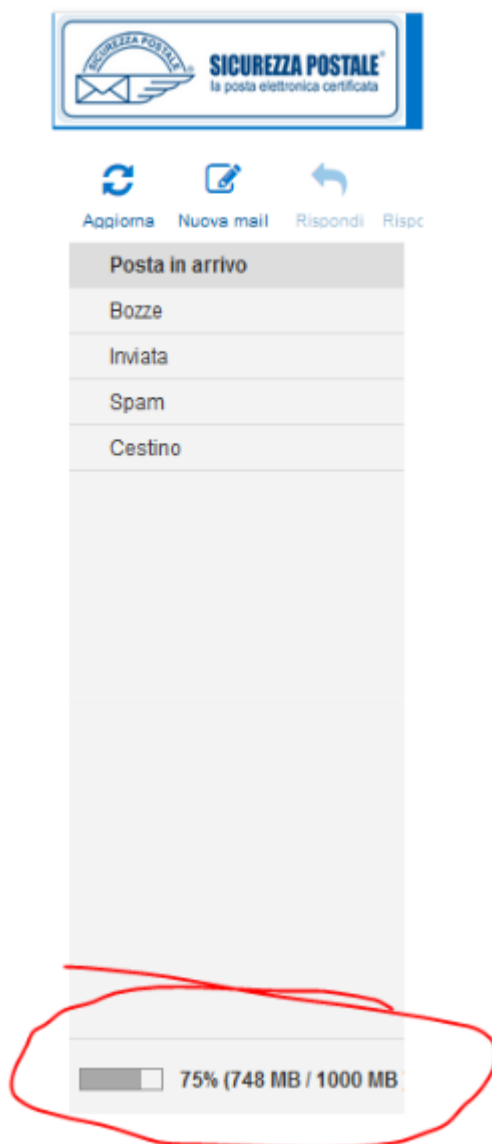 SICUREZZA POSTALE
SICUREZZA POSTALE®
la posta elettronica certificata
Aggiorna Nuova mail Rispondi Rispo
Posta in arrivo
Bozze
Inviata
Spam
Cestino
75% (748 MB / 1000 MB